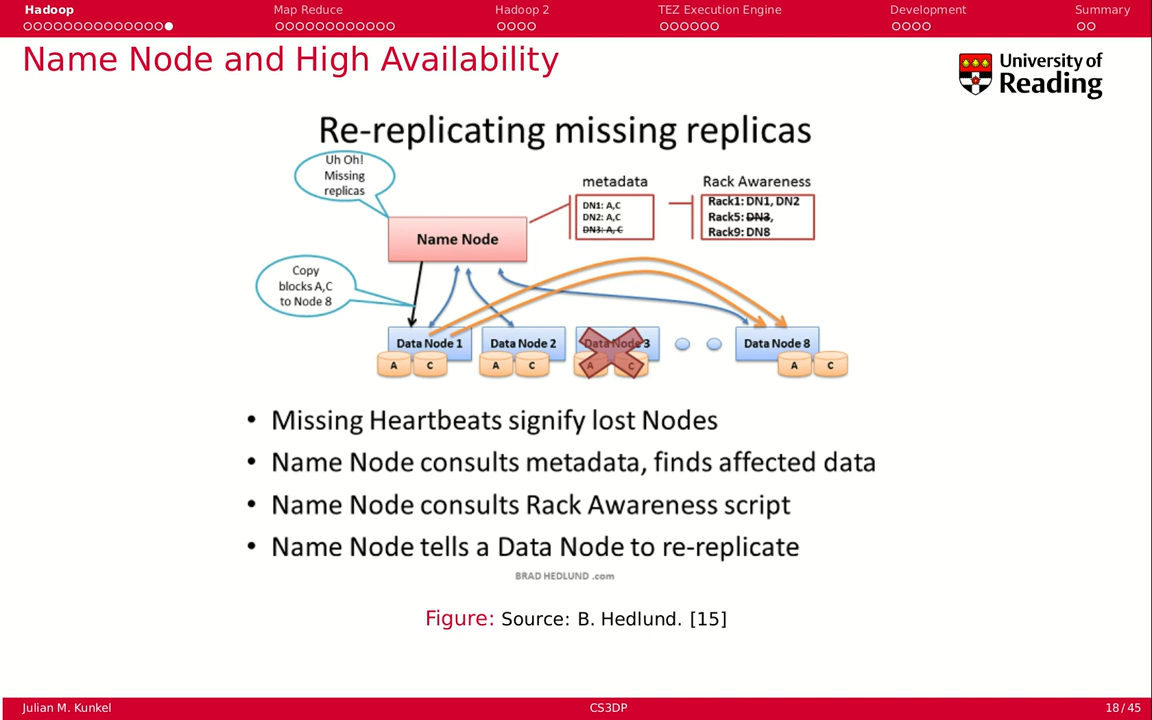 Hadoop
Map Reduce
Hadoop 2
TEZ Execution Engine
Development
Summary
Name Node and High Availability
University of
Reading
Re-replicating missing replicas
Uh Oh!
Missing
replicas
metadata
Rack Awareness
DN1: A,C
DN2: A,C
DN3: A, C
Rack1: DN1, DN2
Rack5: DN3,
Rack9: DN8
Name Node
Copy
blocks A,C
to Node 8
Data Node 1
Data Node 2
Data Node 3
Data Node 8
A
C
A
C
A
C
A
C
• Missing Heartbeats signify lost Nodes
• Name Node consults metadata, finds affected data
• Name Node consults Rack Awareness script
• Name Node tells a Data Node to re-replicate
BRAD HEDLUND .com
Figure: Source: B. Hedlund. [15]
Julian M. Kunkel
CS3DP
18 / 45